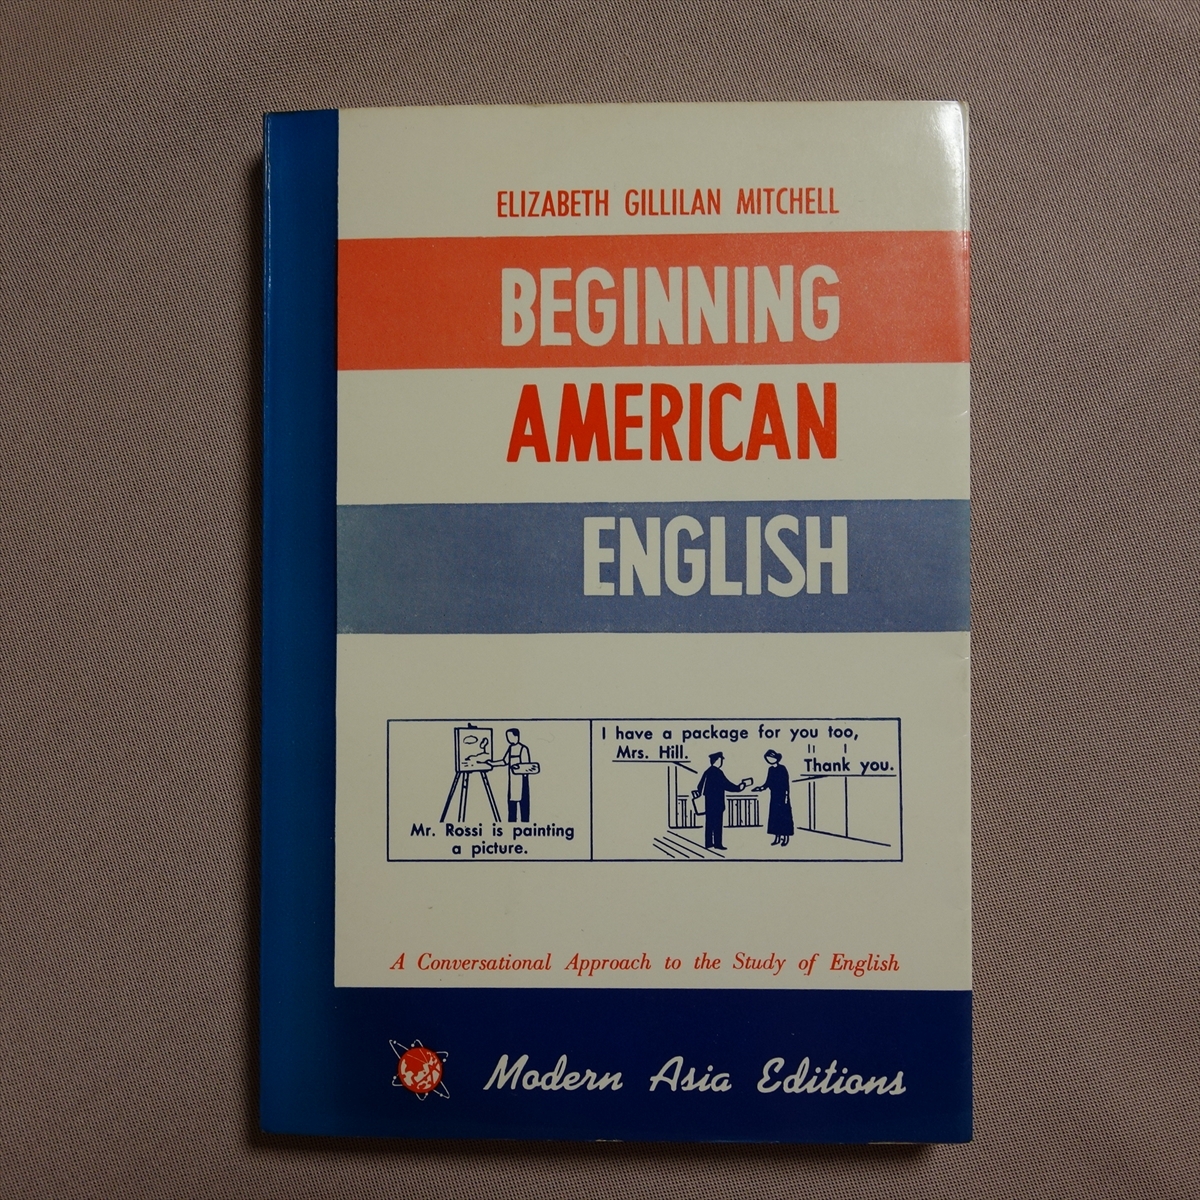 ELIZABETH GILLILAN MITCHELL
BEGINNING
AMERICAN
ENGLISH
Mr. Rossi is painting
a picture.
I have a package for you too,
Mrs. Hill.
Thank you.
A Conversational Approach to the Study of English
Modern Asia Editions